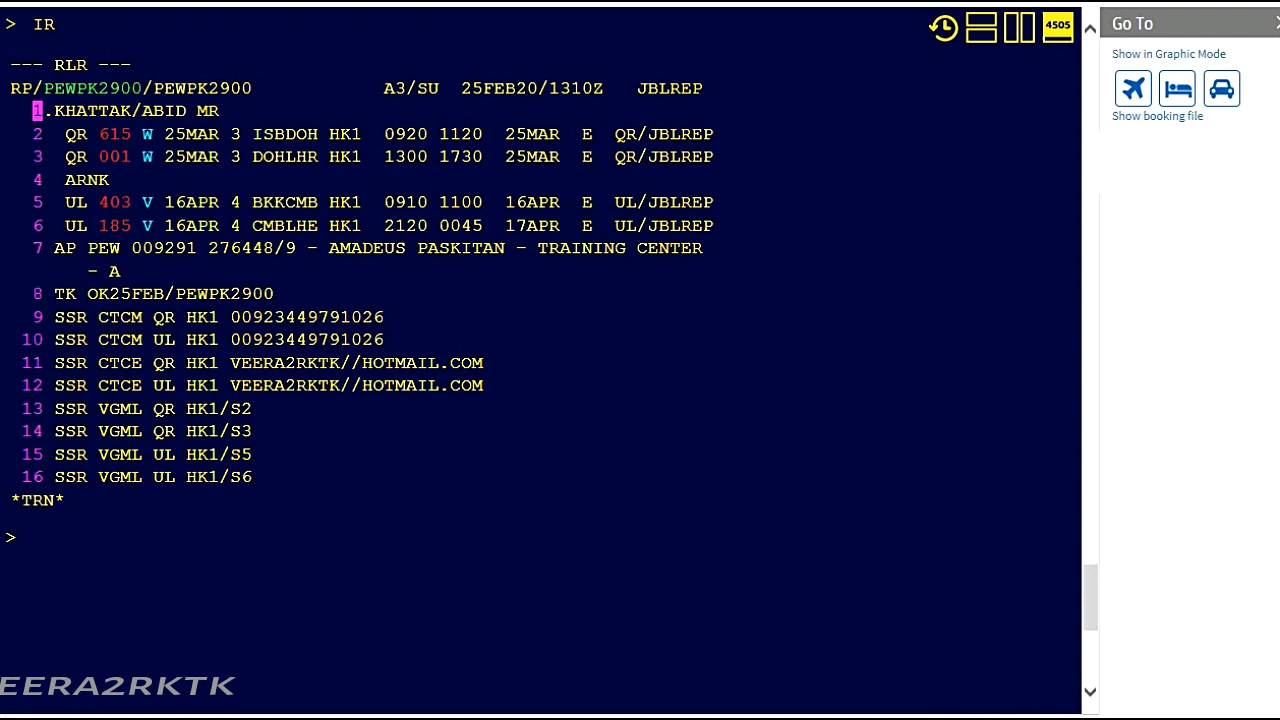 > IR
4505
--- RLR ---
RP/PEWPK2900/PEWPK2900 A3/SU 25FEB20/1310Z JBLREP
1.KHATTAK/ABID MR
2 QR 615 W 25MAR 3 ISBDOH HK1 0920 1120 25MAR E QR/JBLREP
3 QR 001 W 25MAR 3 DOHLHR HK1 1300 1730 25MAR E QR/JBLREP
4 ARNK
5 UL 403 V 16APR 4 BKKCMB HK1 0910 1100 16APR E UL/JBLREP
6 UL 185 V 16APR 4 CMBLHE HK1 2120 0045 17APR E UL/JBLREP
7 AP PEW 009291 276448/9 - AMADEUS PASKITAN - TRAINING CENTER
- A
8 TK OK25FEB/PEWPK2900
9 SSR CTCM QR HK1 00923449791026
10 SSR CTCM UL HK1 00923449791026
11 SSR CTCE QR HK1 VEERA2RKTK//HOTMAIL.COM
12 SSR CTCE UL HK1 VEERA2RKTK//HOTMAIL.COM
13 SSR VGML QR HK1/S2
14 SSR VGML QR HK1/S3
15 SSR VGML UL HK1/S5
16 SSR VGML UL HK1/S6
*TRN*
>
EERA2RKTK
Go To
Show in Graphic Mode
Show booking file